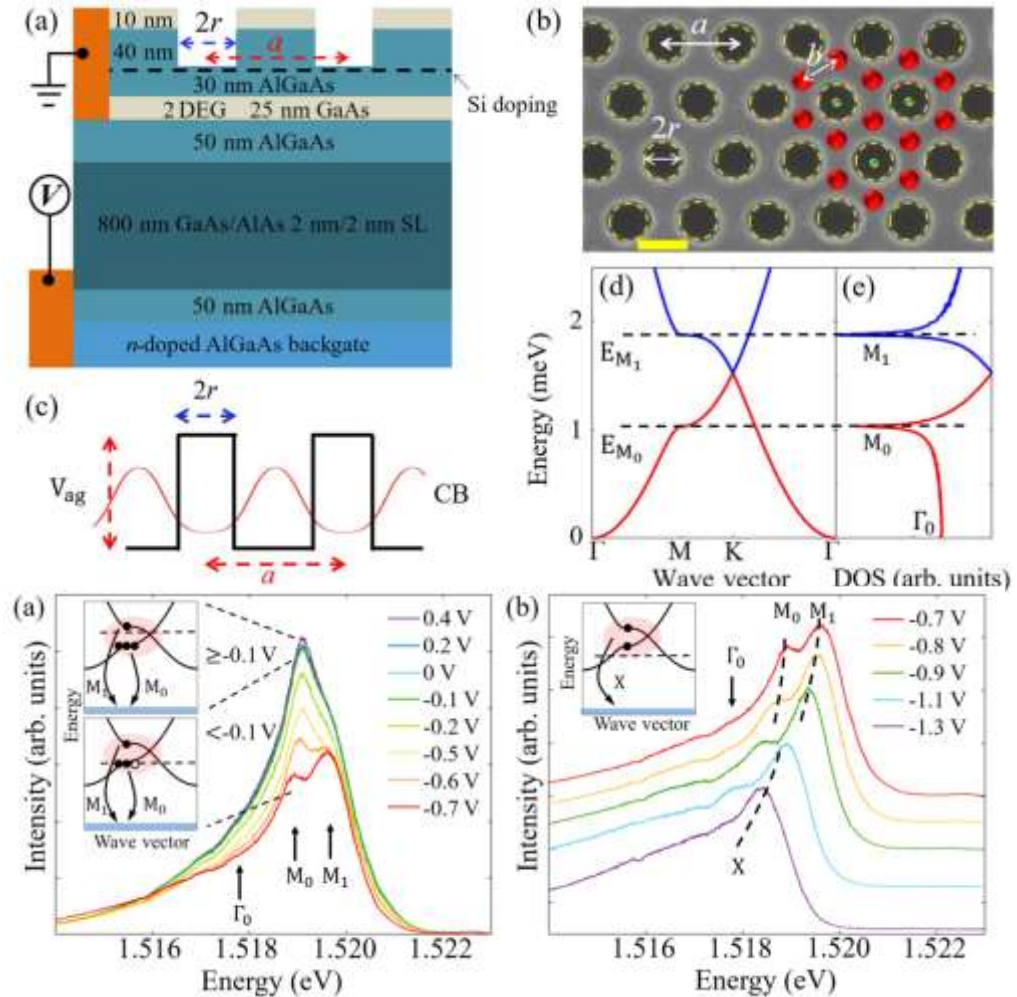 (a)
10 nm
40 nm
2r
a
30 nm AlGaAs
Si doping
2 DEG 25 nm GaAs
50 nm AlGaAs
V
800 nm GaAs/AlAs 2 nm/2 nm SL
50 nm AlGaAs
n-doped AlGaAs backgate
(b)
a
b
2r
(c)
2r
V_ag
CB
a
(d)
(e)
Energy (meV)
2
1
0
E_M₁
E_M₀
M₁
M₀
Γ₀
Γ M K Γ
Wave vector
DOS (arb. units)
(a)
Intensity (arb. units)
Energy
M₁ M₀
≥-0.1 V
<-0.1 V
M₁ M₀
Wave vector
0.4 V
0.2 V
0 V
-0.1 V
-0.2 V
-0.5 V
-0.6 V
-0.7 V
Γ₀
M₀
M₁
1.516 1.518 1.520 1.522
Energy (eV)
(b)
Intensity (arb. units)
Energy
X
Wave vector
Γ₀
M₀
M₁
X
-0.7 V
-0.8 V
-0.9 V
-1.1 V
-1.3 V
1.516 1.518 1.520 1.522
Energy (eV)